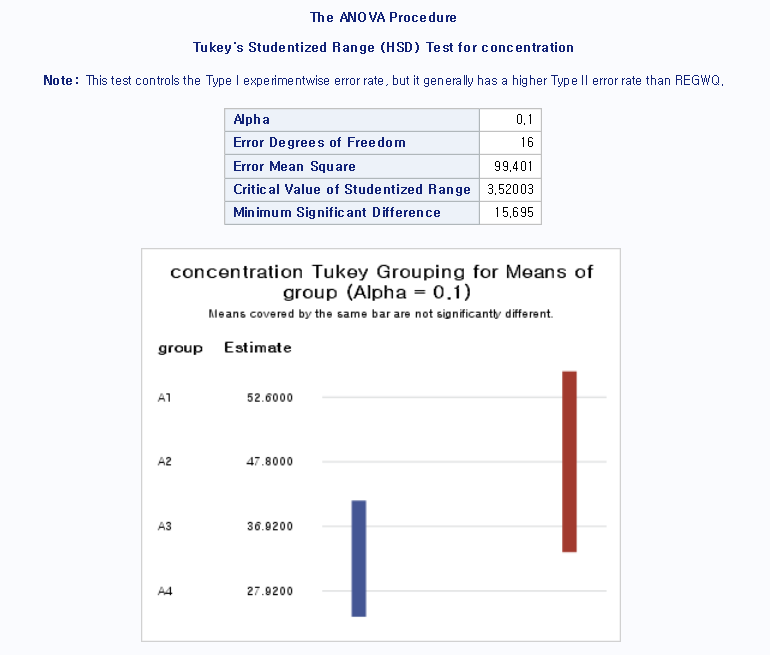 The ANOVA Procedure
Tukey's Studentized Range (HSD) Test for concentration
Note: This test controls the Type I experimentwise error rate, but it generally has a higher Type II error rate than REGWQ.
Alpha 0.1
Error Degrees of Freedom 16
Error Mean Square 99.401
Critical Value of Studentized Range 3.52003
Minimum Significant Difference 15.695
concentration Tukey Grouping for Means of
group (Alpha = 0.1)
Means covered by the same bar are not significantly different.
group Estimate
A1 52.6000
A2 47.8000
A3 36.9200
A4 27.9200